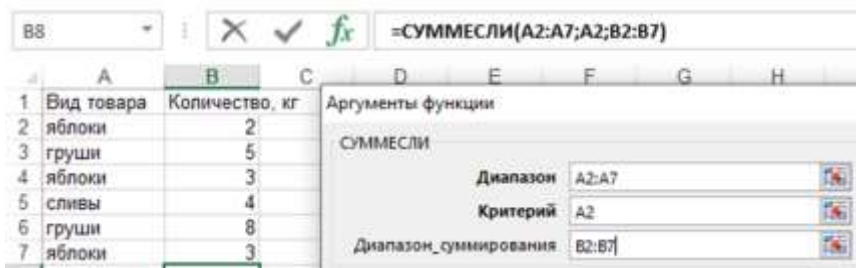 B8 fx =СУММЕСЛИ(A2:A7;A2;B2:B7)
A B C D E F G H
1 Вид товара Количество, кг Аргументы функции
2 яблоки 2
СУММЕСЛИ
3 груши 5
Диапазон A2:A7
4 яблоки 3
5 сливы 4
Критерий A2
6 груши 8
Диапазон_суммирования B2:B7
7 яблоки 3